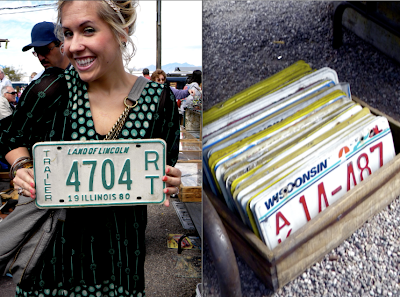 LAND OF LINCOLN
TRAILER
4704 RT
19 ILLINOIS 80
WISCONSIN
A 14-487